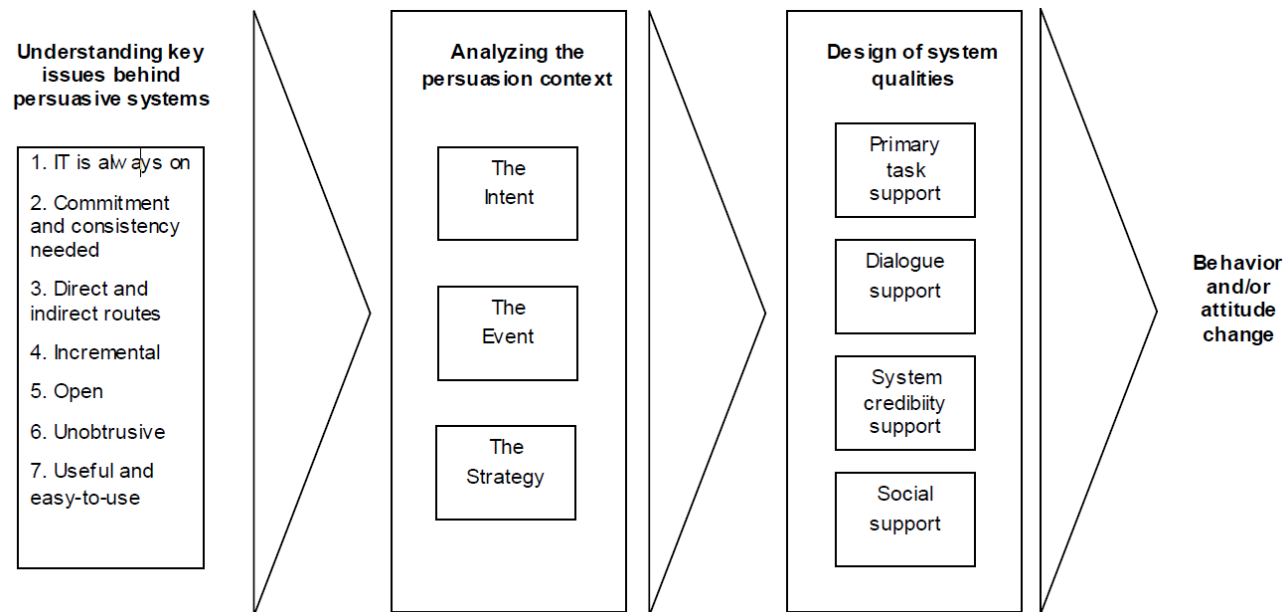 Understanding key
issues behind
persuasive systems
1. IT is always on
2. Commitment
and consistency
needed
3. Direct and
indirect routes
4. Incremental
5. Open
6. Unobtrusive
7. Useful and
easy-to-use
Analyzing the
persuasion context
The
Intent
The
Event
The
Strategy
Design of system
qualities
Primary
task
support
Dialogue
support
System
credibiity
support
Social
support
Behavior
and/or
attitude
change